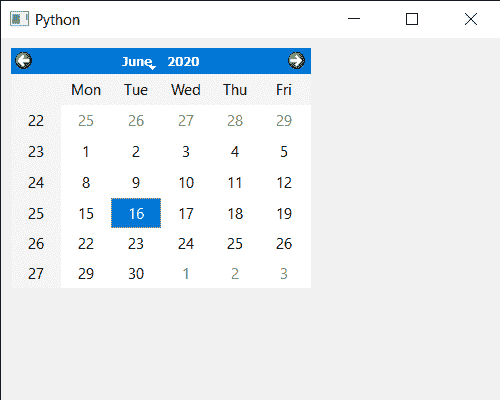 Python
June 2020
Mon Tue Wed Thu Fri
22 25 26 27 28 29
23 1 2 3 4 5
24 8 9 10 11 12
25 15 16 17 18 19
26 22 23 24 25 26
27 29 30 1 2 3